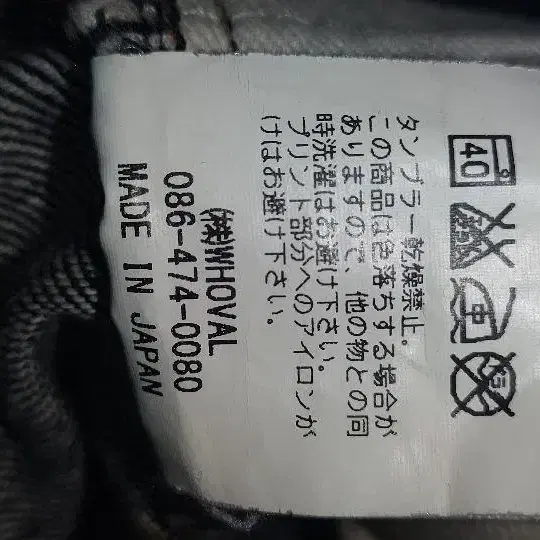 40
中
タンブラー乾燥禁止。
この商品は色落ちする場合が
ありますので、他の物との同
時洗濯はお避け下さい。
プリント部分へのアイロンが
けはお避け下さい。
(株)WHOVAL
086-474-0080
MADE IN JAPAN